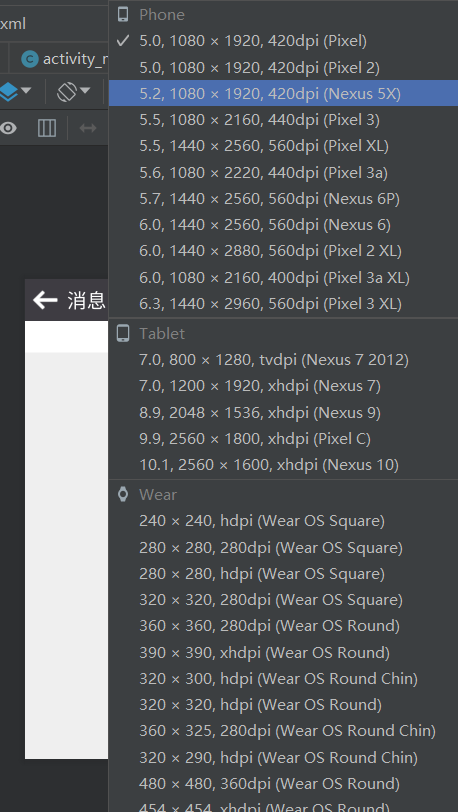 xml
activity_r
消息
Phone
5.0, 1080 × 1920, 420dpi (Pixel)
5.0, 1080 × 1920, 420dpi (Pixel 2)
5.2, 1080 × 1920, 420dpi (Nexus 5X)
5.5, 1080 × 2160, 440dpi (Pixel 3)
5.5, 1440 × 2560, 560dpi (Pixel XL)
5.6, 1080 × 2220, 440dpi (Pixel 3a)
5.7, 1440 × 2560, 560dpi (Nexus 6P)
6.0, 1440 × 2560, 560dpi (Nexus 6)
6.0, 1440 × 2880, 560dpi (Pixel 2 XL)
6.0, 1080 × 2160, 400dpi (Pixel 3a XL)
6.3, 1440 × 2960, 560dpi (Pixel 3 XL)
Tablet
7.0, 800 × 1280, tvdpi (Nexus 7 2012)
7.0, 1200 × 1920, xhdpi (Nexus 7)
8.9, 2048 × 1536, xhdpi (Nexus 9)
9.9, 2560 × 1800, xhdpi (Pixel C)
10.1, 2560 × 1600, xhdpi (Nexus 10)
Wear
240 × 240, hdpi (Wear OS Square)
280 × 280, 280dpi (Wear OS Square)
280 × 280, hdpi (Wear OS Square)
320 × 320, 280dpi (Wear OS Square)
360 × 360, 280dpi (Wear OS Round)
390 × 390, xhdpi (Wear OS Round)
320 × 300, hdpi (Wear OS Round Chin)
320 × 320, hdpi (Wear OS Round)
360 × 325, 280dpi (Wear OS Round Chin)
320 × 290, hdpi (Wear OS Round Chin)
480 × 480, 360dpi (Wear OS Round)
454 × 454, xhdpi (Wear OS Round)